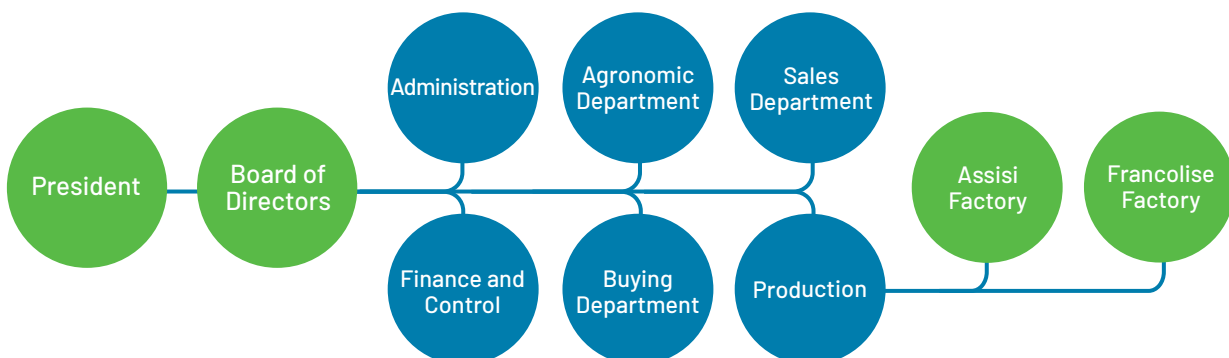 President
Board of
Directors
Administration
Agronomic
Department
Sales
Department
Finance and
Control
Buying
Department
Production
Assisi
Factory
Francolise
Factory